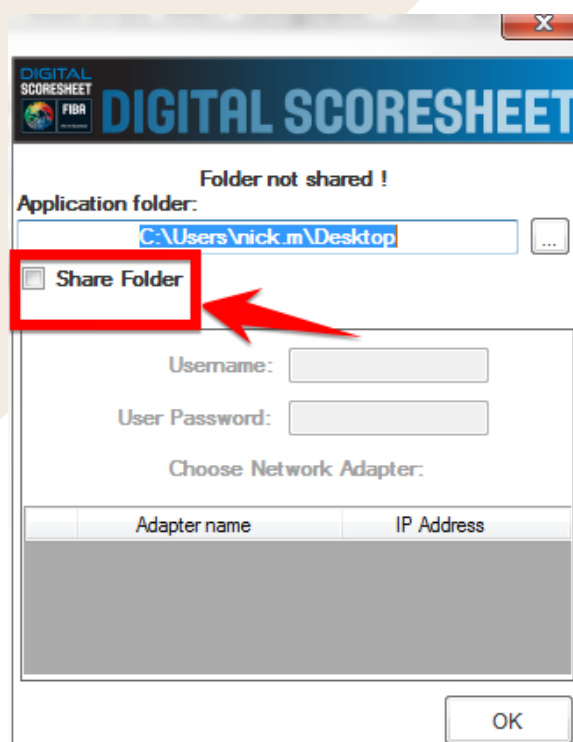 X
DIGITAL
SCORESHEET
FIBA
DIGITAL SCORESHEET
Folder not shared !
Application folder:
C:\Users\nick.m\Desktop
...
Share Folder
Username:
User Password:
Choose Network Adapter:
Adapter name IP Address
OK